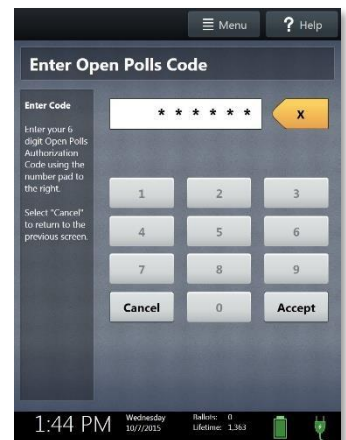 Menu
? Help
Enter Open Polls Code
Enter Code
Enter your 6
digit Open Polls
Authorization
Code using the
number pad to
the right.
Select "Cancel"
to return to the
previous screen.
* * * * * *
X
1 2 3
4 5 6
7 8 9
Cancel 0 Accept
1:44 PM
Wednesday
10/7/2015
Ballots: 0
Lifetime: 1,363